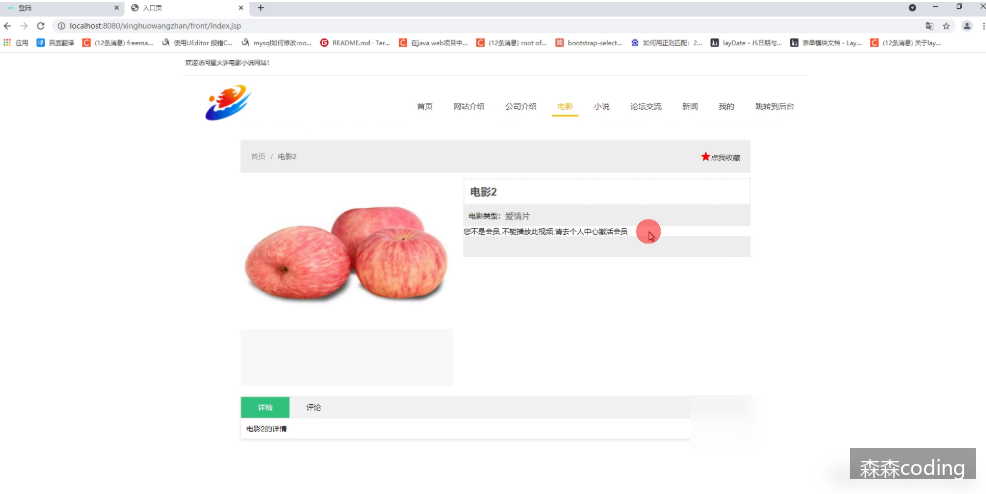 登陆
入口页
localhost:8080/xinghuowangzhan/front/index.jsp
应用 百度翻译 (12条消息) freema... 使用UEditor 报错C... mysql如何修改roo... README.md · Ter... 在java web项目中... (12条消息) root of... bootstrap-select... 如何用正则匹配：2... layDate - JS日期与... 表单模块文档 - Lay... (12条消息) 关于lay...
欢迎访问星火许电影小说网站!
首页 网站介绍 公司介绍 电影 小说 论坛交流 新闻 我的 跳转到后台
首页 / 电影2
点我收藏
电影2
电影类型: 爱情片
您不是会员,不能播放此视频,请去个人中心激活会员
详情 评论
电影2的详情
森森coding